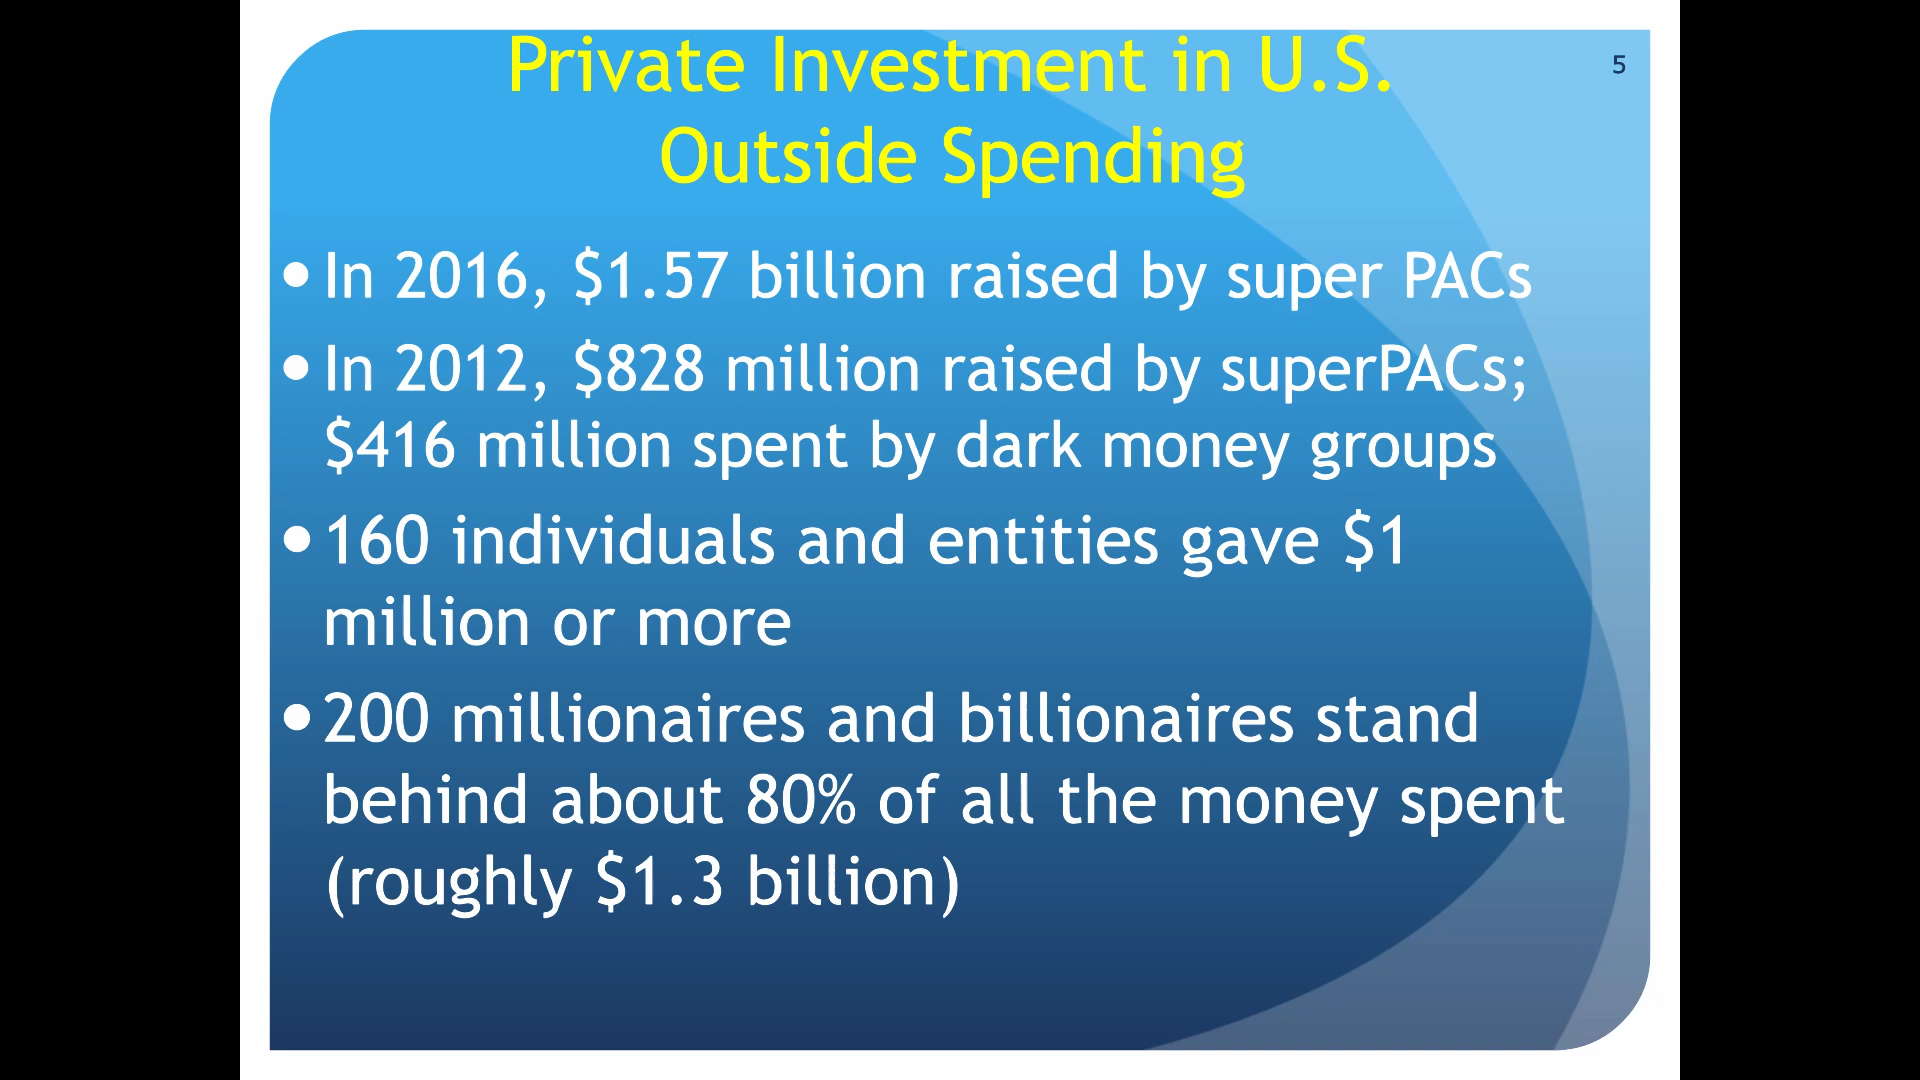 Private Investment in U.S.
Outside Spending
5
• In 2016, $1.57 billion raised by super PACs
• In 2012, $828 million raised by superPACs;
$416 million spent by dark money groups
• 160 individuals and entities gave $1
million or more
• 200 millionaires and billionaires stand
behind about 80% of all the money spent
(roughly $1.3 billion)